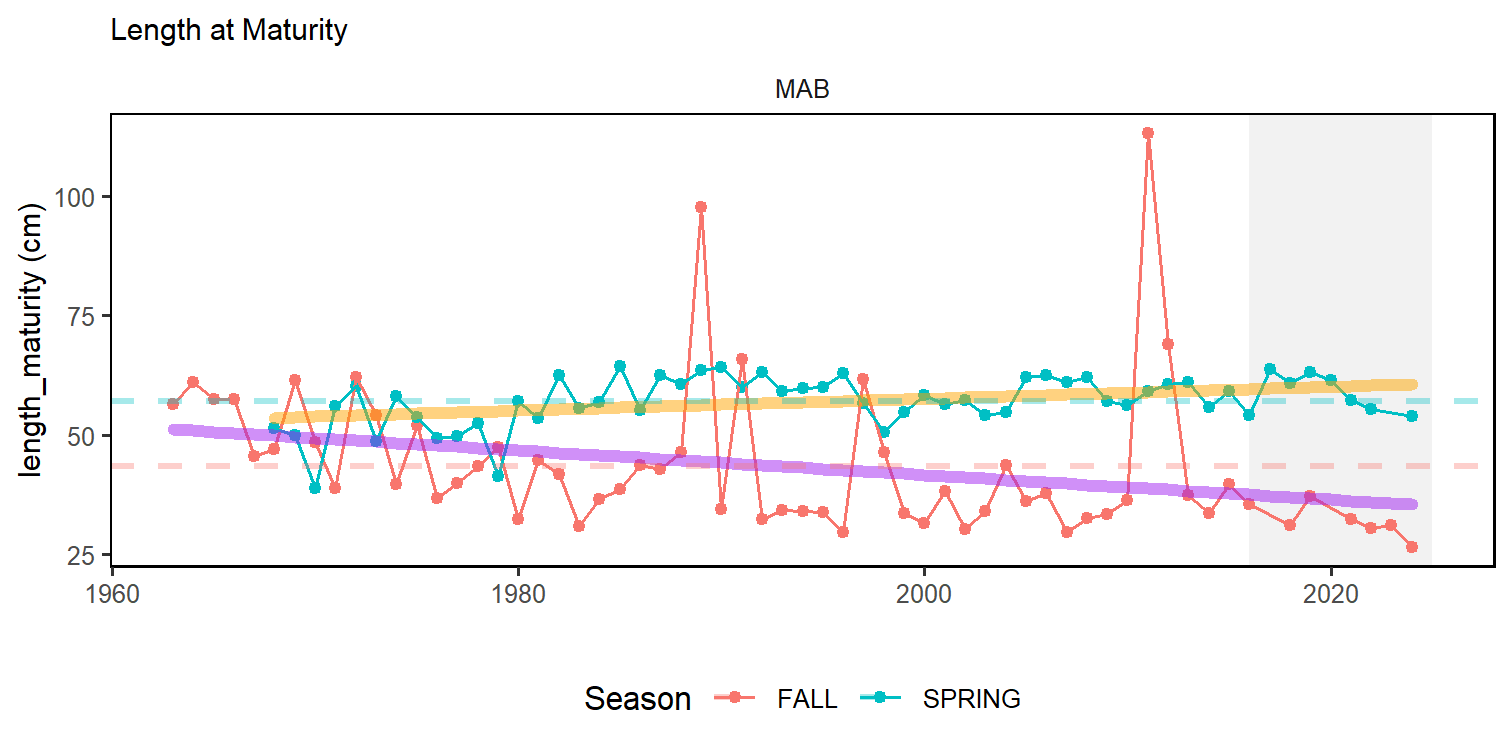 Length at Maturity
MAB
length_maturity (cm)
100
75
50
25
1960
1980
2000
2020
Season
FALL
SPRING